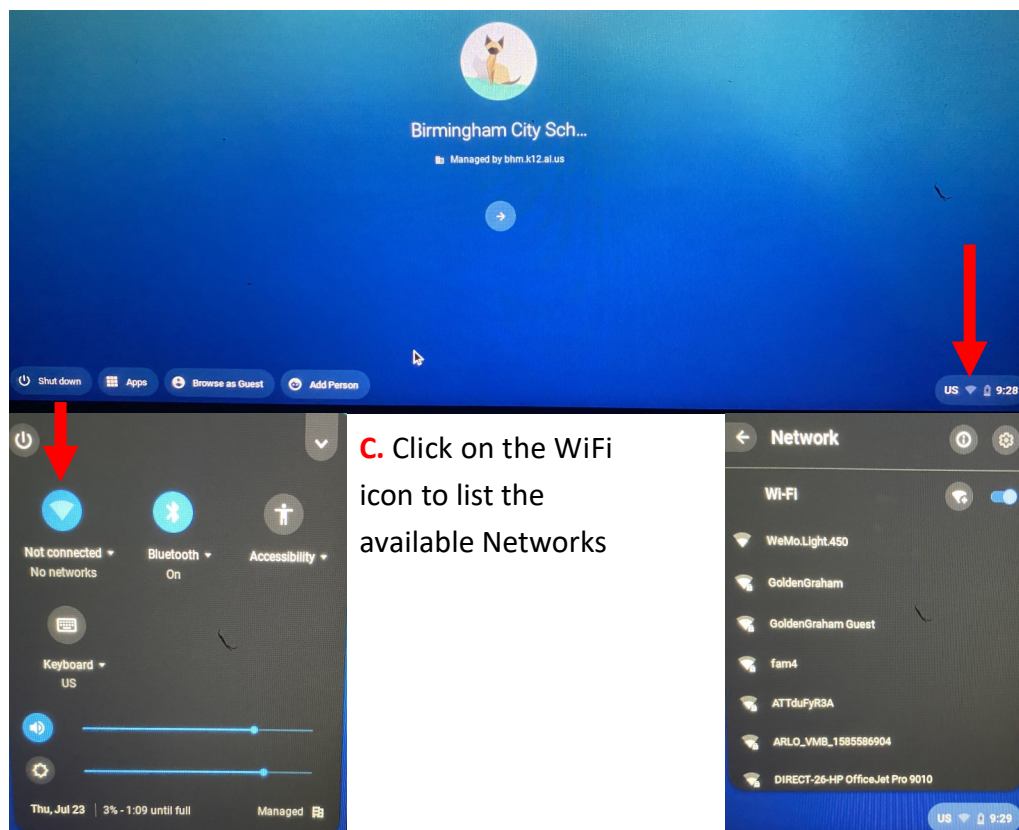 Birmingham City Sch...
Managed by bhm.k12.al.us
Shut down
Apps
Browse as Guest
Add Person
US
9:28
Not connected
No networks
Bluetooth
On
Accessibility
Keyboard
US
Thu, Jul 23
3% - 1:09 until full
Managed
C. Click on the WiFi
icon to list the
available Networks
Network
Wi-Fi
WeMo.Light.450
GoldenGraham
GoldenGraham Guest
fam4
ATTduFyR3A
ARLO_VMB_1585586904
DIRECT-26-HP OfficeJet Pro 9010
US
9:29